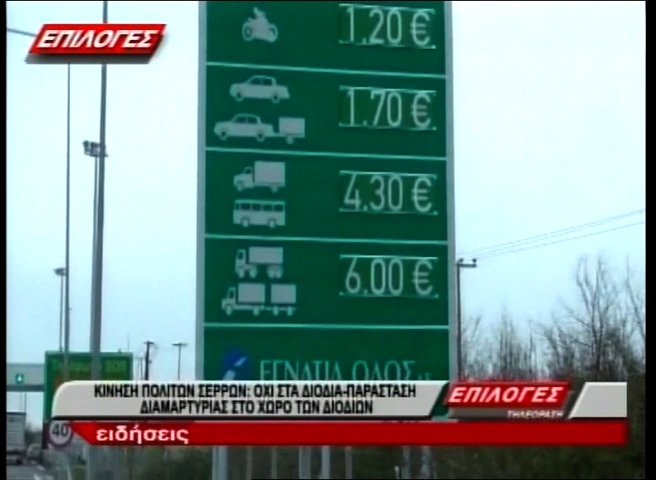 ΕΠΙΛΟΓΕΣ
1.20 €
1.70 €
4.30 €
6.00 €
ΕΓΝΑΤΙΑ ΟΔΟΣ Α.Ε.
ΚΙΝΗΣΗ ΠΟΛΙΤΩΝ ΣΕΡΡΩΝ: ΟΧΙ ΣΤΑ ΔΙΟΔΙΑ-ΠΑΡΑΣΤΑΣΗ
ΔΙΑΜΑΡΤΥΡΙΑΣ ΣΤΟ ΧΩΡΟ ΤΩΝ ΔΙΟΔΙΩΝ
ΕΠΙΛΟΓΕΣ
ΤΗΛΕΟΡΑΣΗ
40
ειδήσεις